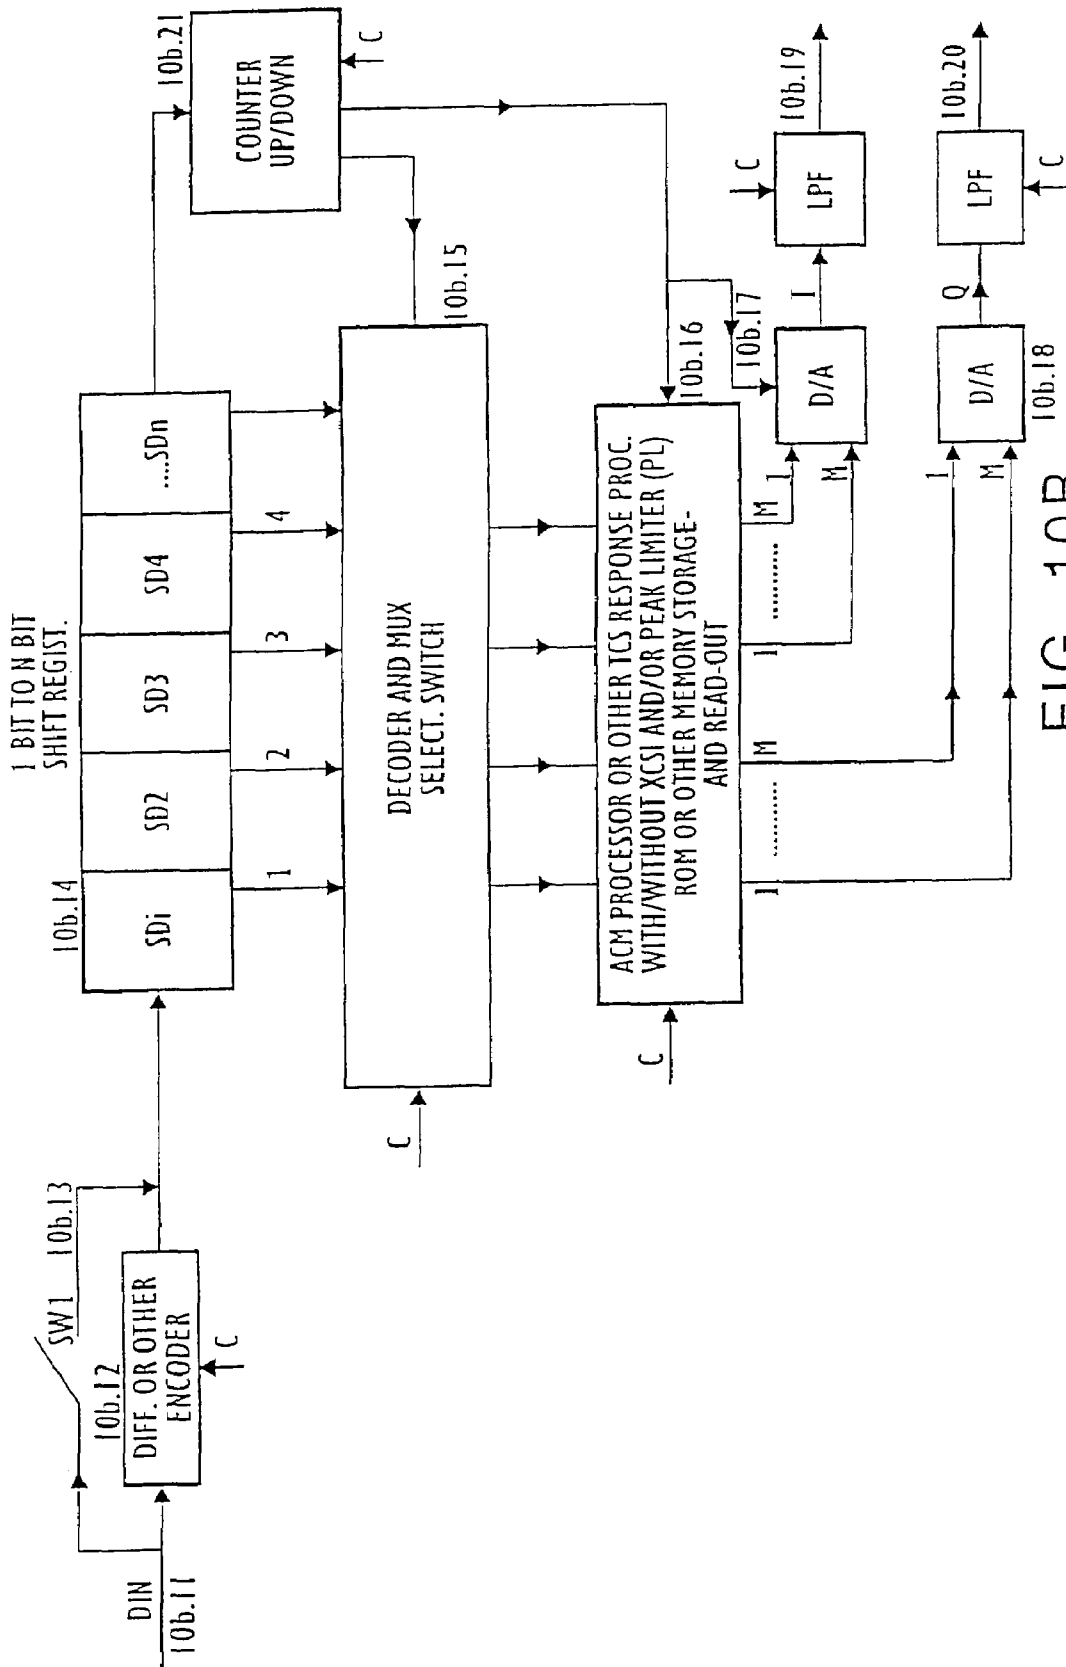 DIN
10b.11
SW1 10b.13
10b.12
DIFF. OR OTHER
ENCODER
C
1 BIT TO N BIT
SHIFT REGIST.
10b.14
SDi
SD2
SD3
SD4
.....SDn
1
2
3
4
10b.21
COUNTER
UP/DOWN
C
10b.15
DECODER AND MUX
SELECT. SWITCH
C
10b.16
ACM PROCESSOR OR OTHER TCS RESPONSE PROC.
WITH/WITHOUT XCSI AND/OR PEAK LIMITER (PL)
ROM OR OTHER MEMORY STORAGE-
AND READ-OUT
C
1 .......... M
1 .......... M
10b.17
1
M
D/A
I
C
LPF
10b.19
1
M
D/A
10b.18
Q
LPF
C
10b.20
FIG. 10B